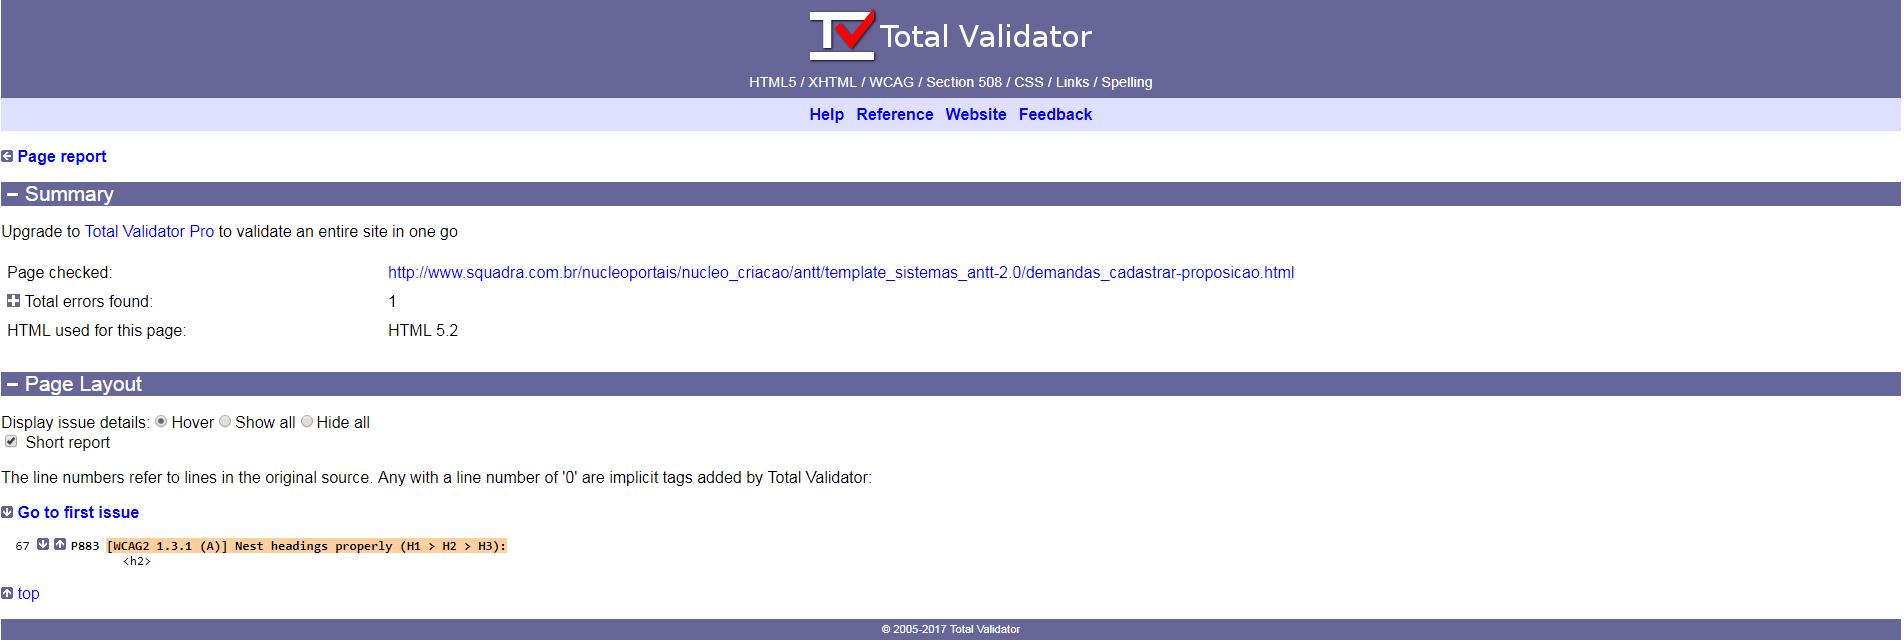 TV Total Validator
HTML5 / XHTML / WCAG / Section 508 / CSS / Links / Spelling
Help Reference Website Feedback
Page report
Summary
Upgrade to Total Validator Pro to validate an entire site in one go
Page checked: http://www.squadra.com.br/nucleoportais/nucleo_criacao/antt/template_sistemas_antt-2.0/demandas_cadastrar-proposicao.html
Total errors found: 1
HTML used for this page: HTML 5.2
Page Layout
Display issue details: Hover Show all Hide all
Short report
The line numbers refer to lines in the original source. Any with a line number of '0' are implicit tags added by Total Validator:
Go to first issue
67 P883 [WCAG2 1.3.1 (A)] Nest headings properly (H1 > H2 > H3):
<h2>
top
© 2005-2017 Total Validator